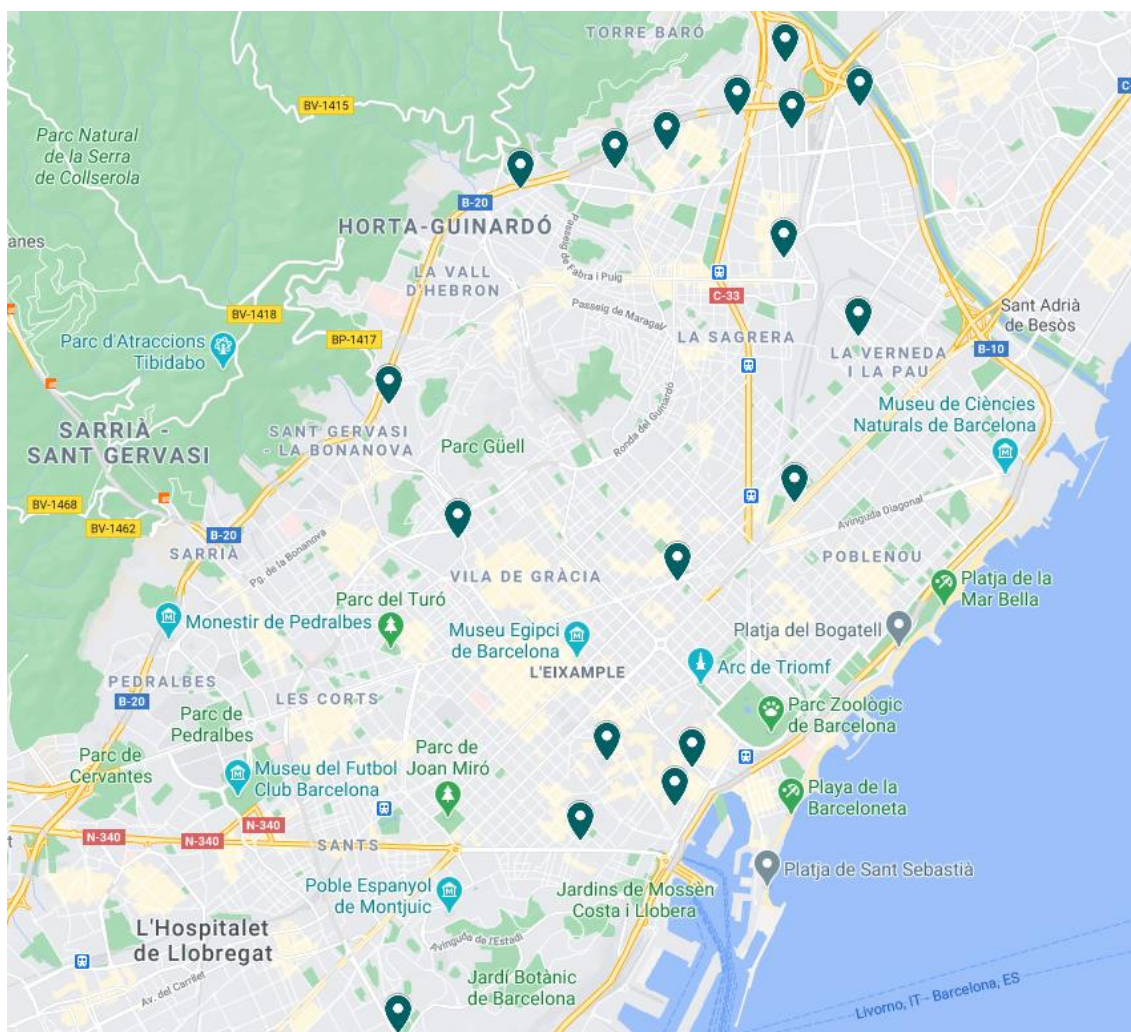 TORRE BARÓ
BV-1415
C-
Parc Natural
de la Serra
de Collserola
B-20
HORTA-GUINARDÓ
Passeig de Fabra i Puig
anes
LA VALL
D'HEBRON
C-33
Passeig de Maragall
BV-1418
Sant Adrià
de Besòs
Parc d'Atraccions
Tibidabo
BP-1417
LA SAGRERA
LA VERNEDA
I LA PAU
B-10
Museu de Ciències
Naturals de Barcelona
SARRIÀ -
SANT GERVASI
SANT GERVASI
- LA BONANOVA
Parc Güell
Ronda del Guinardó
BV-1468
BV-1462
B-20
SARRIÀ
Pg. de la Bonanova
Avinguda Diagonal
POBLENOU
VILA DE GRÀCIA
Parc del Turó
Platja de la
Mar Bella
Monestir de Pedralbes
Museu Egipci
de Barcelona
Platja del Bogatell
L'EIXAMPLE
Arc de Triomf
PEDRALBES
B-20
LES CORTS
Parc de
Pedralbes
Parc Zoològic
de Barcelona
Parc de
Cervantes
Parc de
Joan Miró
Museu del Futbol
Club Barcelona
Playa de la
Barceloneta
N-340
N-340
N-340
t
SANTS
Platja de Sant Sebastià
Poble Espanyol
de Montjuic
Jardins de Mossèn
Costa i Llobera
L'Hospitalet
de Llobregat
Avinguda de l'Estadi
Jardí Botànic
de Barcelona
Av. del Carrilet
Livorno, IT - Barcelona, ES